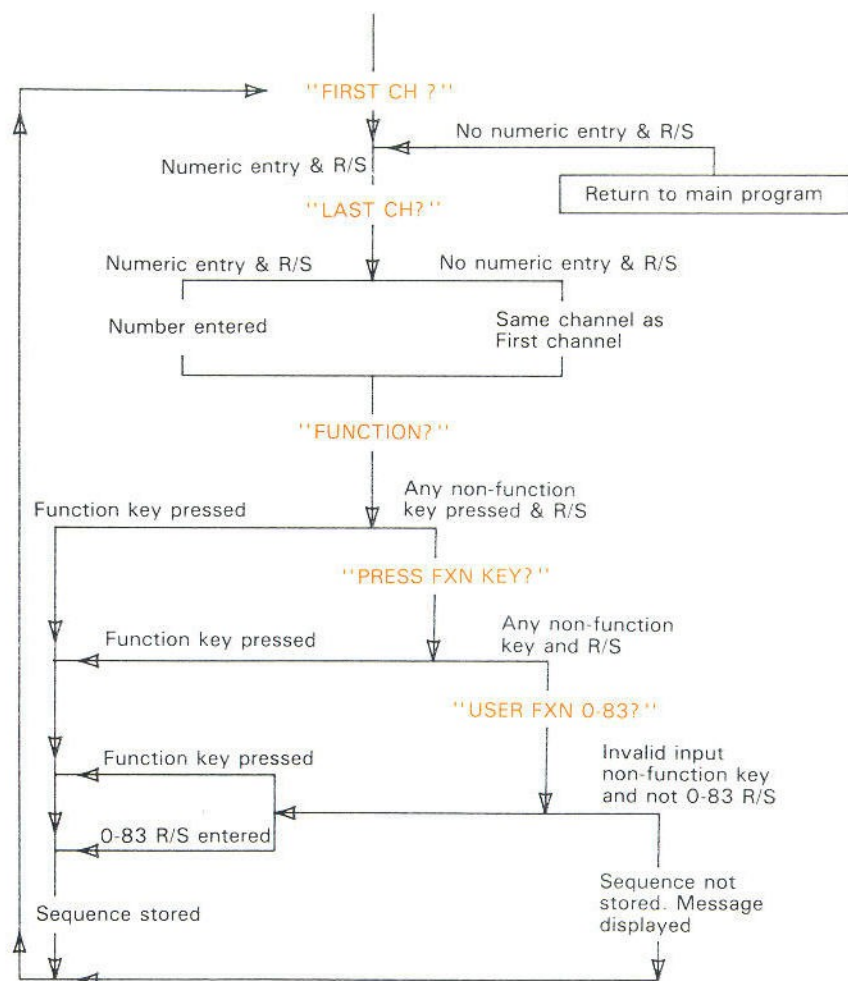 ''FIRST CH ?''
No numeric entry & R/S
Numeric entry & R/S
Return to main program
''LAST CH?''
Numeric entry & R/S
No numeric entry & R/S
Number entered
Same channel as
First channel
''FUNCTION?''
Any non-function
key pressed & R/S
Function key pressed
''PRESS FXN KEY?''
Function key pressed
Any non-function
key and R/S
''USER FXN 0-83?''
Function key pressed
Invalid input
non-function key
and not 0-83 R/S
0-83 R/S entered
Sequence not
stored. Message
displayed
Sequence stored